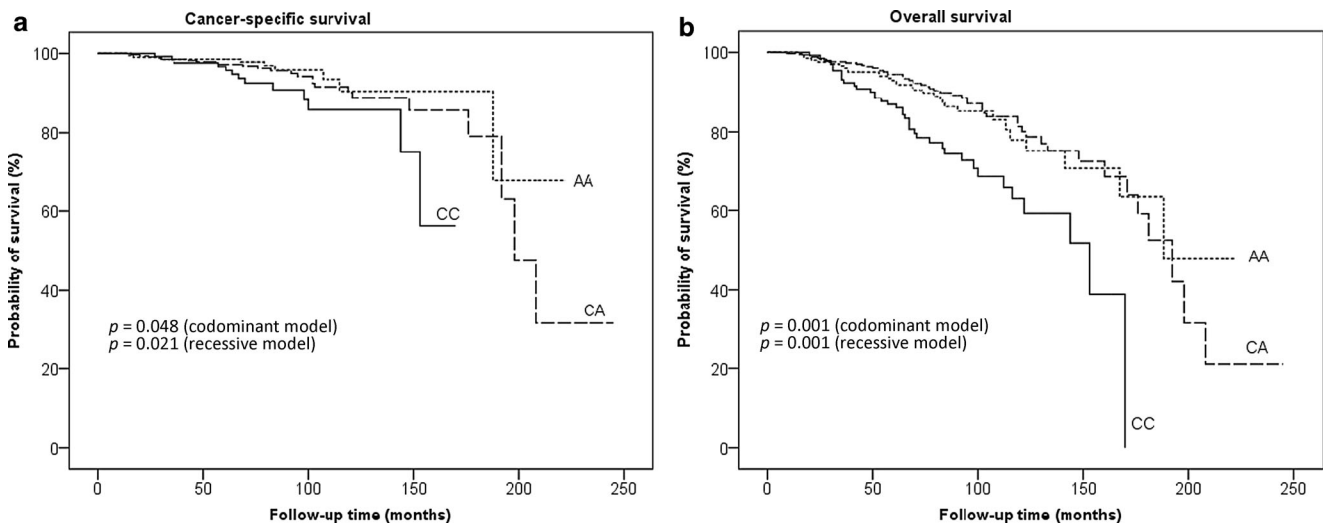 a
Cancer-specific survival
Probability of survival (%)
100
80
60
40
20
0
AA
CC
CA
p = 0.048 (codominant model)
p = 0.021 (recessive model)
0 50 100 150 200 250
Follow-up time (months)
b
Overall survival
Probability of survival (%)
100
80
60
40
20
0
AA
CA
CC
p = 0.001 (codominant model)
p = 0.001 (recessive model)
0 50 100 150 200 250
Follow-up time (months)